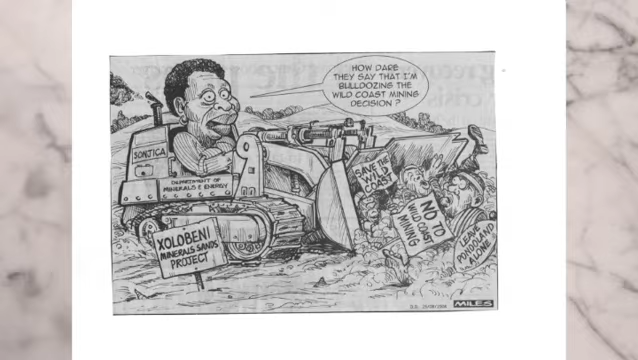 HOW DARE
THEY SAY THAT I'M
BULLDOZING THE
WILD COAST MINING
DECISION?
SONJICA
DEPARTMENT OF
MINERALS & ENERGY
SAVE THE
WILD
COAST
NO TO
WILD COAST
MINING
LEAVE
PONDOLAND
ALONE
XOLOBENI
MINERALS SANDS
PROJECT
MILES